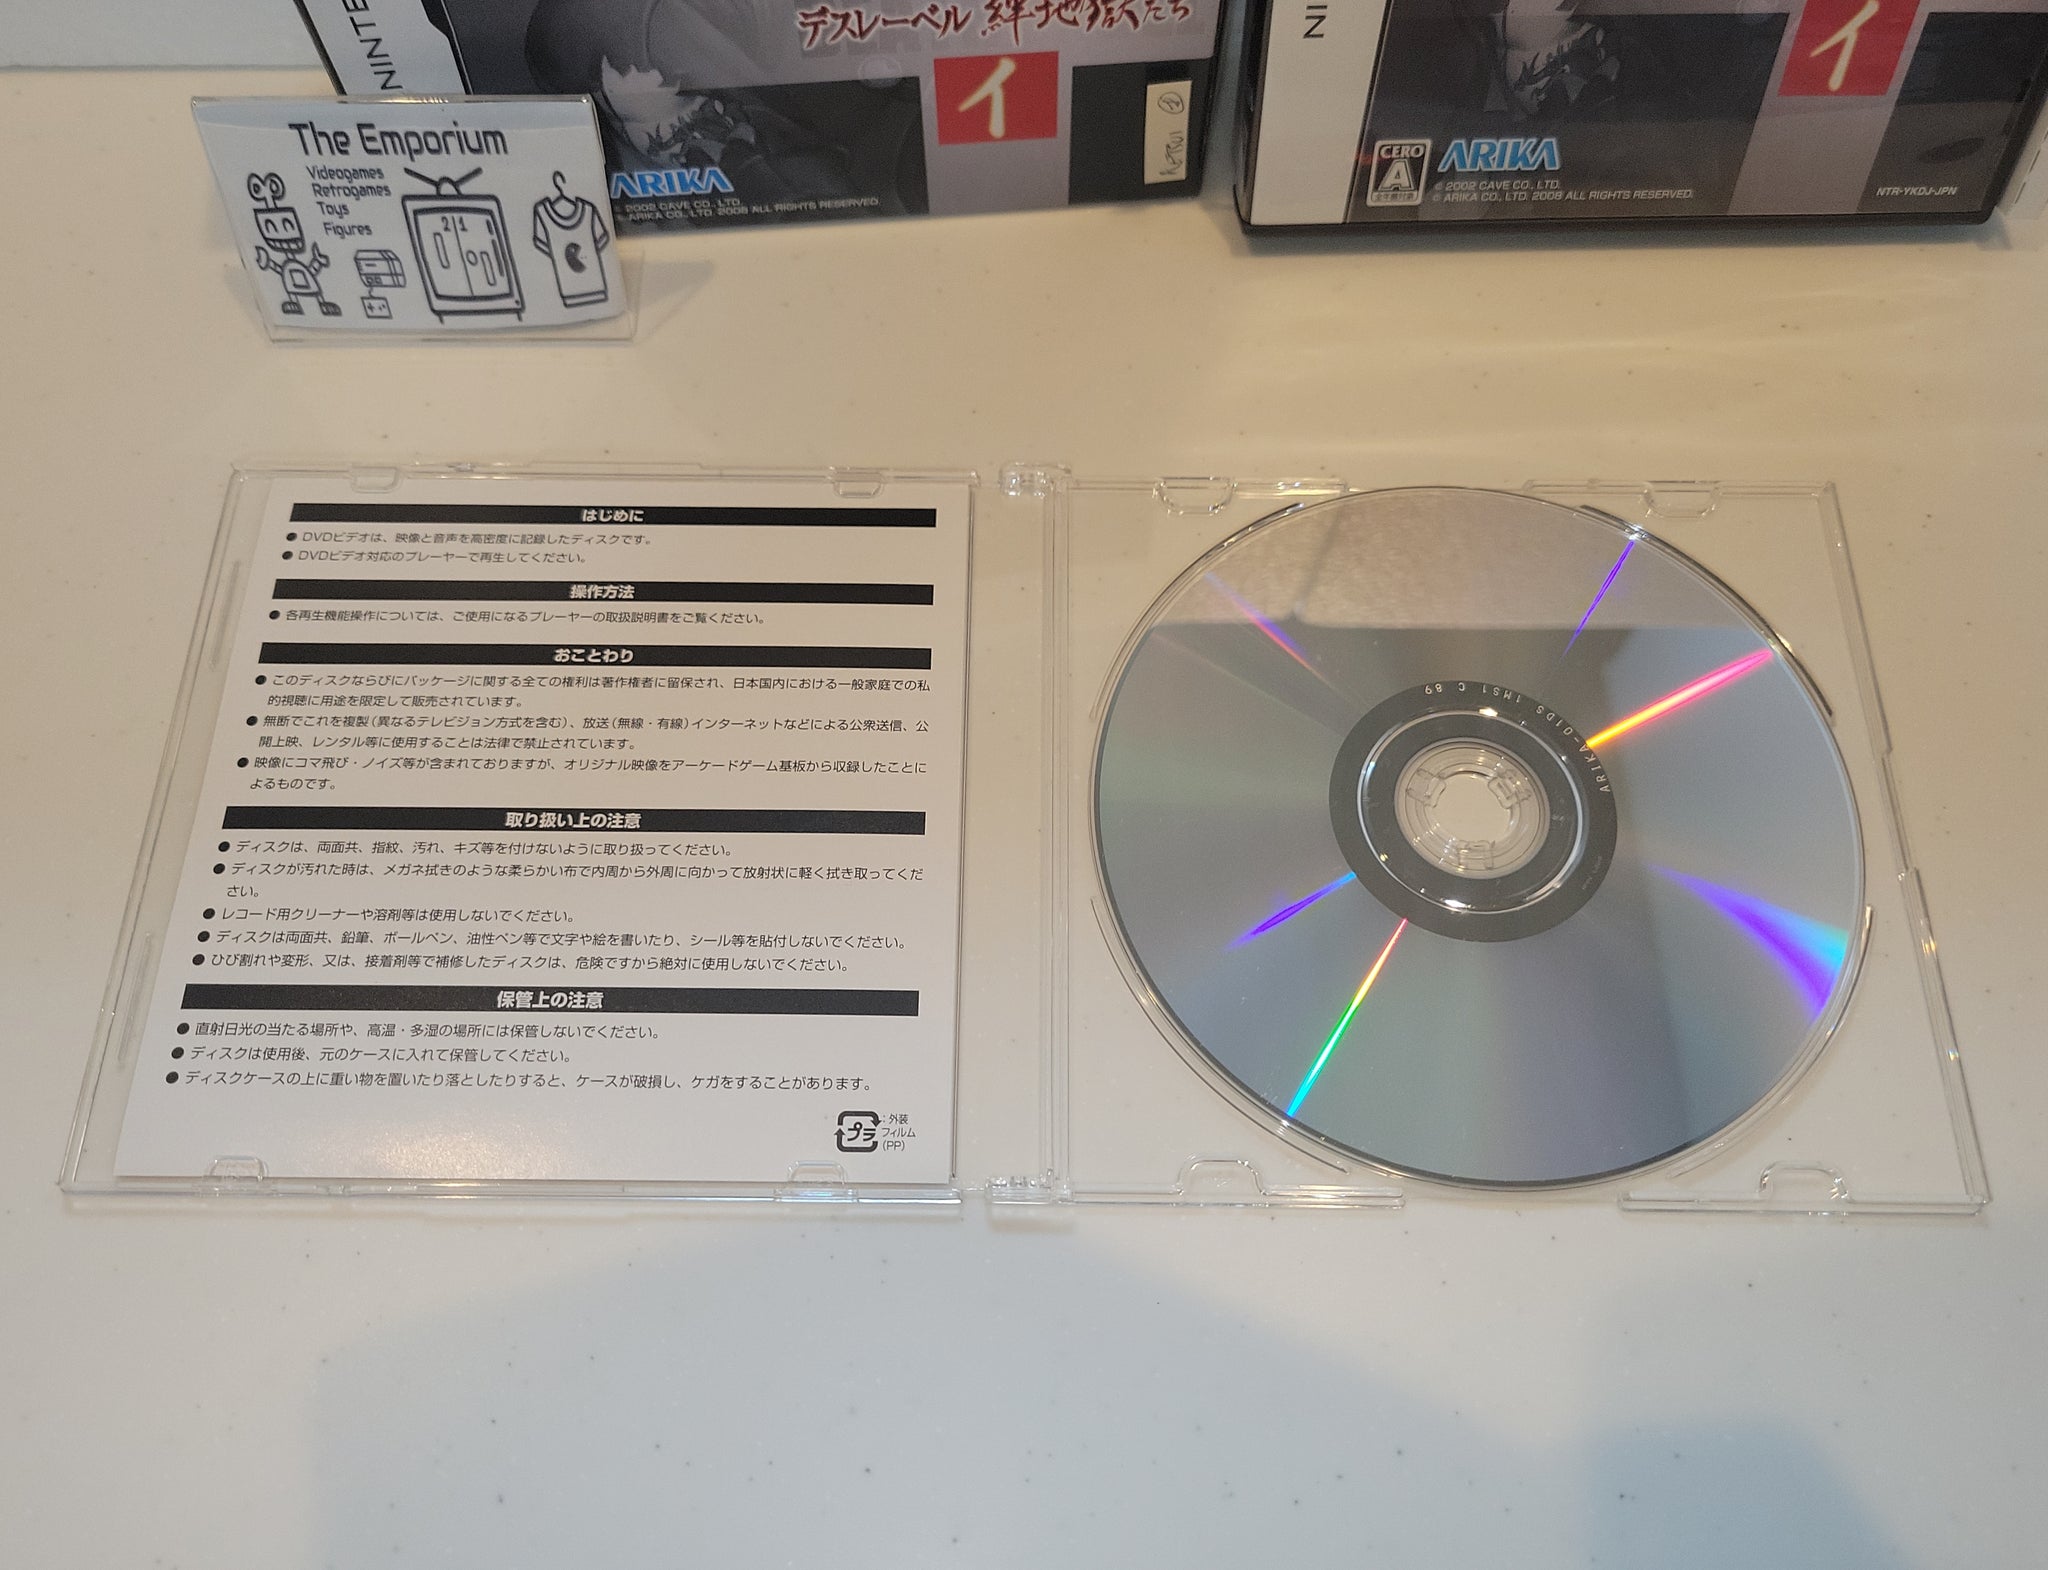 NINTE
デスレーベル 絆地獄たち
イ
KETSUI
ARIKA
© 2002 CAVE CO., LTD.
© ARIKA CO., LTD. 2008 ALL RIGHTS RESERVED.
NI
イ
CERO
A
ARIKA
© 2002 CAVE CO., LTD.
© ARIKA CO., LTD. 2008 ALL RIGHTS RESERVED.
NTR-YKDJ-JPN
The Emporium
Videogames
Retrogames
Toys
Figures
2 1
はじめに
● DVDビデオは、映像と音声を高密度に記録したディスクです。
● DVDビデオ対応のプレーヤーで再生してください。
操作方法
● 各再生機能操作については、ご使用になるプレーヤーの取扱説明書をご覧ください。
おことわり
● このディスクならびにパッケージに関する全ての権利は著作権者に留保され、日本国内における一般家庭での私
的視聴に用途を限定して販売されています。
● 無断でこれを複製(異なるテレビジョン方式を含む)、放送(無線・有線)インターネットなどによる公衆送信、公
開上映、レンタル等に使用することは法律で禁止されています。
● 映像にコマ飛び・ノイズ等が含まれておりますが、オリジナル映像をアーケードゲーム基板から収録したことに
よるものです。
取り扱い上の注意
● ディスクは、両面共、指紋、汚れ、キズ等を付けないように取り扱ってください。
● ディスクが汚れた時は、メガネ拭きのような柔らかい布で内周から外周に向かって放射状に軽く拭き取ってくだ
さい。
● レコード用クリーナーや溶剤等は使用しないでください。
● ディスクは両面共、鉛筆、ボールペン、油性ペン等で文字や絵を書いたり、シール等を貼付しないでください。
● ひび割れや変形、又は、接着剤等で補修したディスクは、危険ですから絶対に使用しないでください。
保管上の注意
● 直射日光の当たる場所や、高温・多湿の場所には保管しないでください。
● ディスクは使用後、元のケースに入れて保管してください。
● ディスクケースの上に重い物を置いたり落としたりすると、ケースが破損し、ケガをすることがあります。
プラ
:外装
フィルム
(PP)
ARIKA-01DS 1MS1 C 89